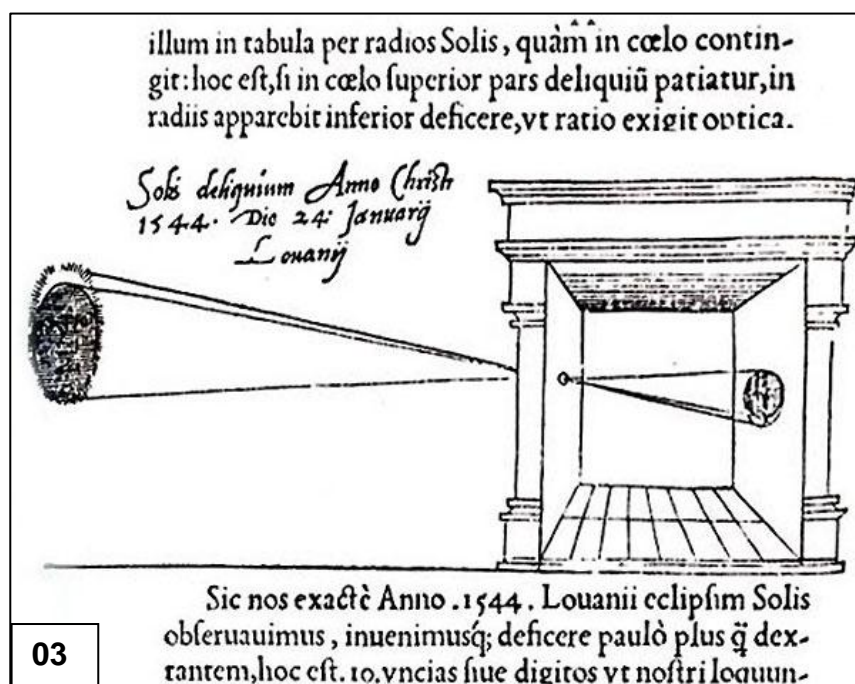 illum in tabula per radios Solis, quàm in cœlo contin-
git: hoc eſt, ſi in cœlo ſuperior pars deliquiū patiatur, in
radiis apparebit inferior deficere, vt ratio exigit optica.
Solis deliquium Anno Christi
1544. Die 24. Januarij
Louanij
Sic nos exactè Anno .1544. Louanii eclipſim Solis
obſeruauimus, inuenimusq́; deficere paulò plus q̄ dex-
tantem, hoc eſt. 10. vncias ſiue digitos vt noſtri loquun-
03